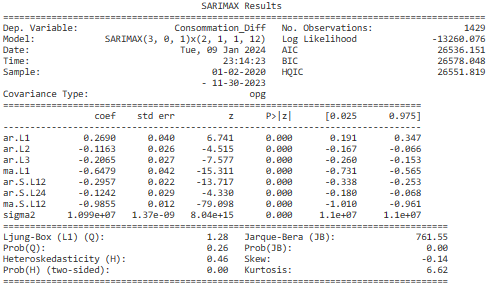 SARIMAX Results
==============================================================================
Dep. Variable: Consommation_Diff No. Observations: 1429
Model: SARIMAX(3, 0, 1)x(2, 1, 1, 12) Log Likelihood -13260.076
Date: Tue, 09 Jan 2024 AIC 26536.151
Time: 23:14:23 BIC 26578.048
Sample: 01-02-2020 HQIC 26551.819
- 11-30-2023
Covariance Type: opg
==============================================================================
coef std err z P>|z| [0.025 0.975]
------------------------------------------------------------------------------
ar.L1 0.2690 0.040 6.741 0.000 0.191 0.347
ar.L2 -0.1163 0.026 -4.515 0.000 -0.167 -0.066
ar.L3 -0.2065 0.027 -7.577 0.000 -0.260 -0.153
ma.L1 -0.6479 0.042 -15.311 0.000 -0.731 -0.565
ar.S.L12 -0.2957 0.022 -13.717 0.000 -0.338 -0.253
ar.S.L24 -0.1242 0.029 -4.330 0.000 -0.180 -0.068
ma.S.L12 -0.9855 0.012 -79.098 0.000 -1.010 -0.961
sigma2 1.099e+07 1.37e-09 8.04e+15 0.000 1.1e+07 1.1e+07
==============================================================================
Ljung-Box (L1) (Q): 1.28 Jarque-Bera (JB): 761.55
Prob(Q): 0.26 Prob(JB): 0.00
Heteroskedasticity (H): 0.46 Skew: -0.14
Prob(H) (two-sided): 0.00 Kurtosis: 6.62
==============================================================================